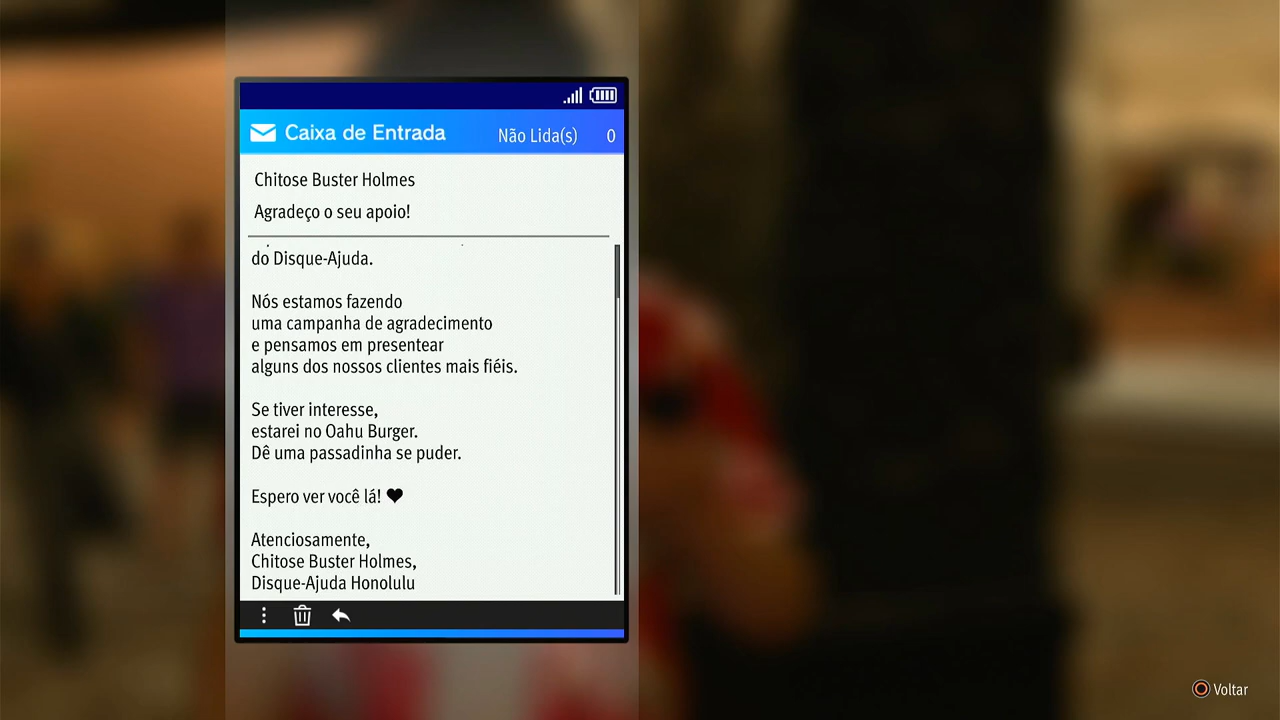 Caixa de Entrada Não Lida(s) 0
Chitose Buster Holmes
Agradeço o seu apoio!
do Disque-Ajuda.
Nós estamos fazendo
uma campanha de agradecimento
e pensamos em presentear
alguns dos nossos clientes mais fiéis.
Se tiver interesse,
estarei no Oahu Burger.
Dê uma passadinha se puder.
Espero ver você lá! ♥
Atenciosamente,
Chitose Buster Holmes,
Disque-Ajuda Honolulu
Voltar